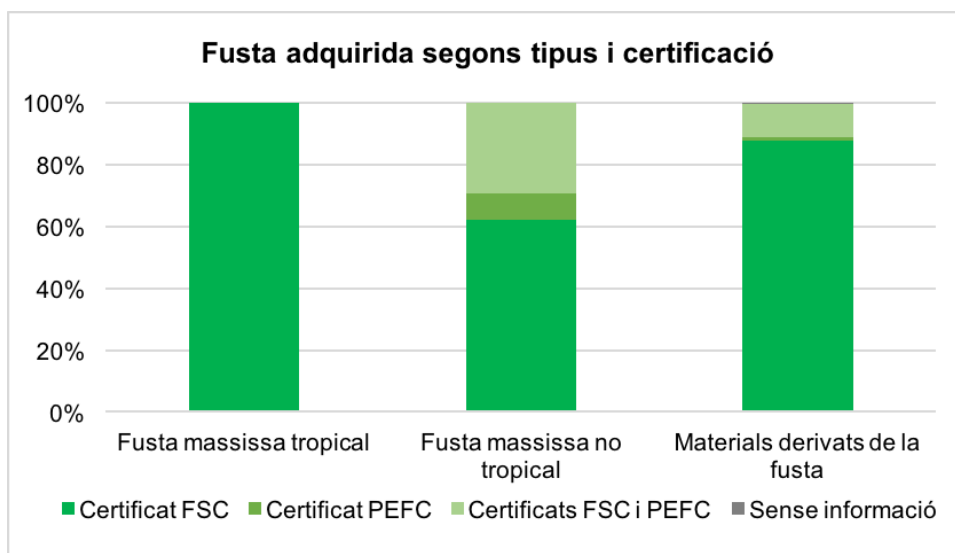 Fusta adquirida segons tipus i certificació
100%
80%
60%
40%
20%
0%
Fusta massissa tropical
Fusta massissa no
tropical
Materials derivats de la
fusta
Certificat FSC
Certificat PEFC
Certificats FSC i PEFC
Sense informació